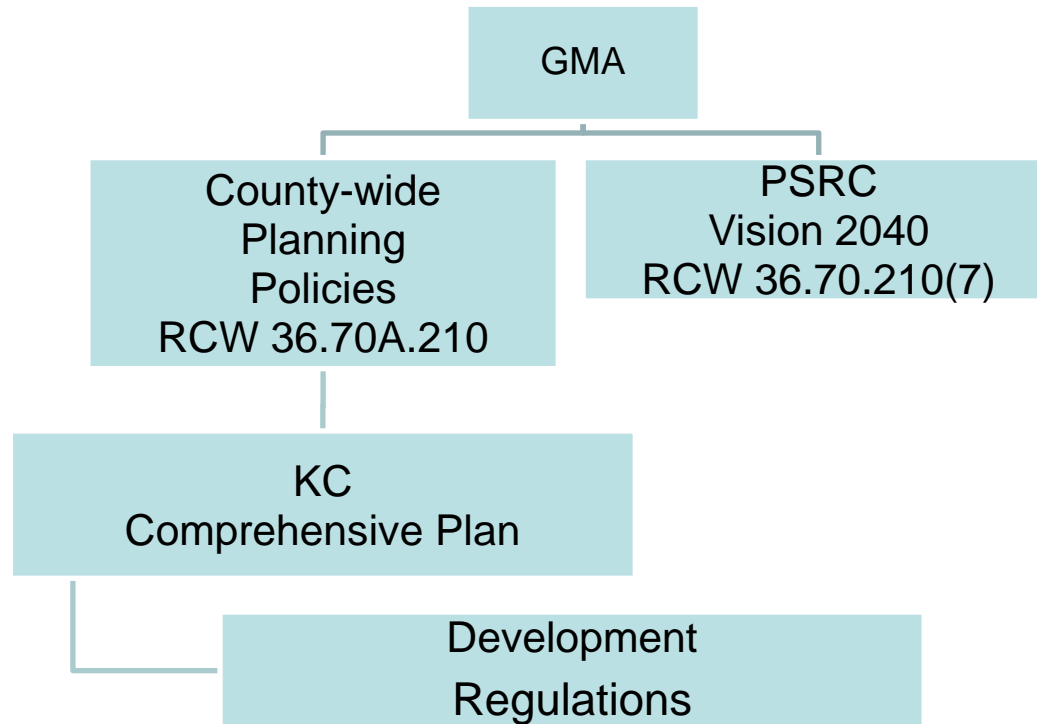 GMA
County-wide
Planning
Policies
RCW 36.70A.210
PSRC
Vision 2040
RCW 36.70.210(7)
KC
Comprehensive Plan
Development
Regulations